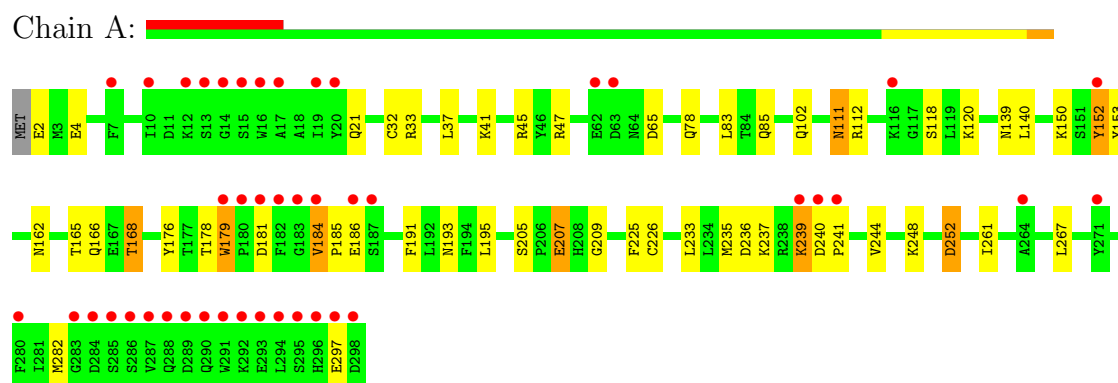 Chain A:
MET E2 M3 E4 F7 I10 D11 K12 S13 G14 S15 W16 A17 A18 I19 Y20 Q21 C32 R33 L37 K41 R45 Y46 R47 E62 D63 N64 D65 Q78 L83 T84 Q85 Q102 N111 R112 K116 G117 S118 L119 K120 N139 L140 K150 S151 Y152 Y153
N162 T165 Q166 E167 T168 Y176 T177 T178 W179 P180 D181 F182 G183 V184 P185 E186 S187 F191 L192 N193 F194 L195 S205 P206 E207 H208 G209 F225 C226 L233 L234 M235 D236 K237 R238 K239 D240 P241 V244 K248 D252 I261 A264 L267 Y271
F280 I281 M282 G283 D284 S285 S286 V287 Q288 D289 Q290 W291 K292 E293 L294 S295 H296 E297 D298